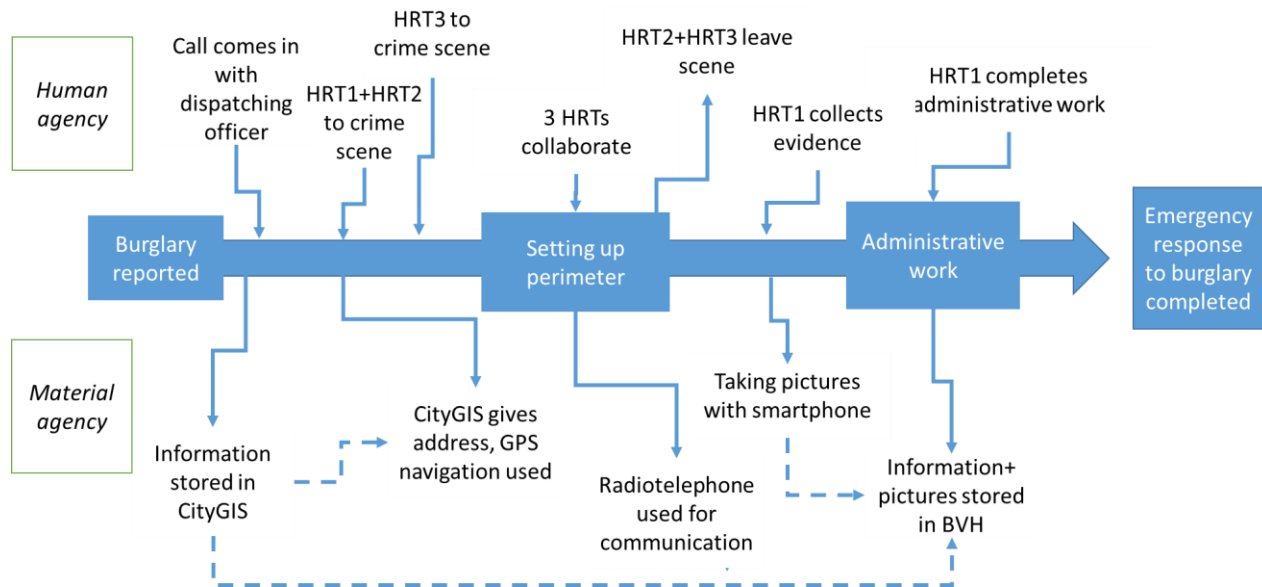 Human
agency
Call comes in
with
dispatching
officer
HRT1+HRT2
to crime
scene
HRT3 to
crime scene
3 HRTs
collaborate
HRT2+HRT3 leave
scene
HRT1 collects
evidence
HRT1 completes
administrative work
Burglary
reported
Setting up
perimeter
Administrative
work
Emergency
response
to burglary
completed
Material
agency
Information
stored in
CityGIS
CityGIS gives
address, GPS
navigation used
Radiotelephone
used for
communication
Taking pictures
with smartphone
Information+
pictures stored
in BVH